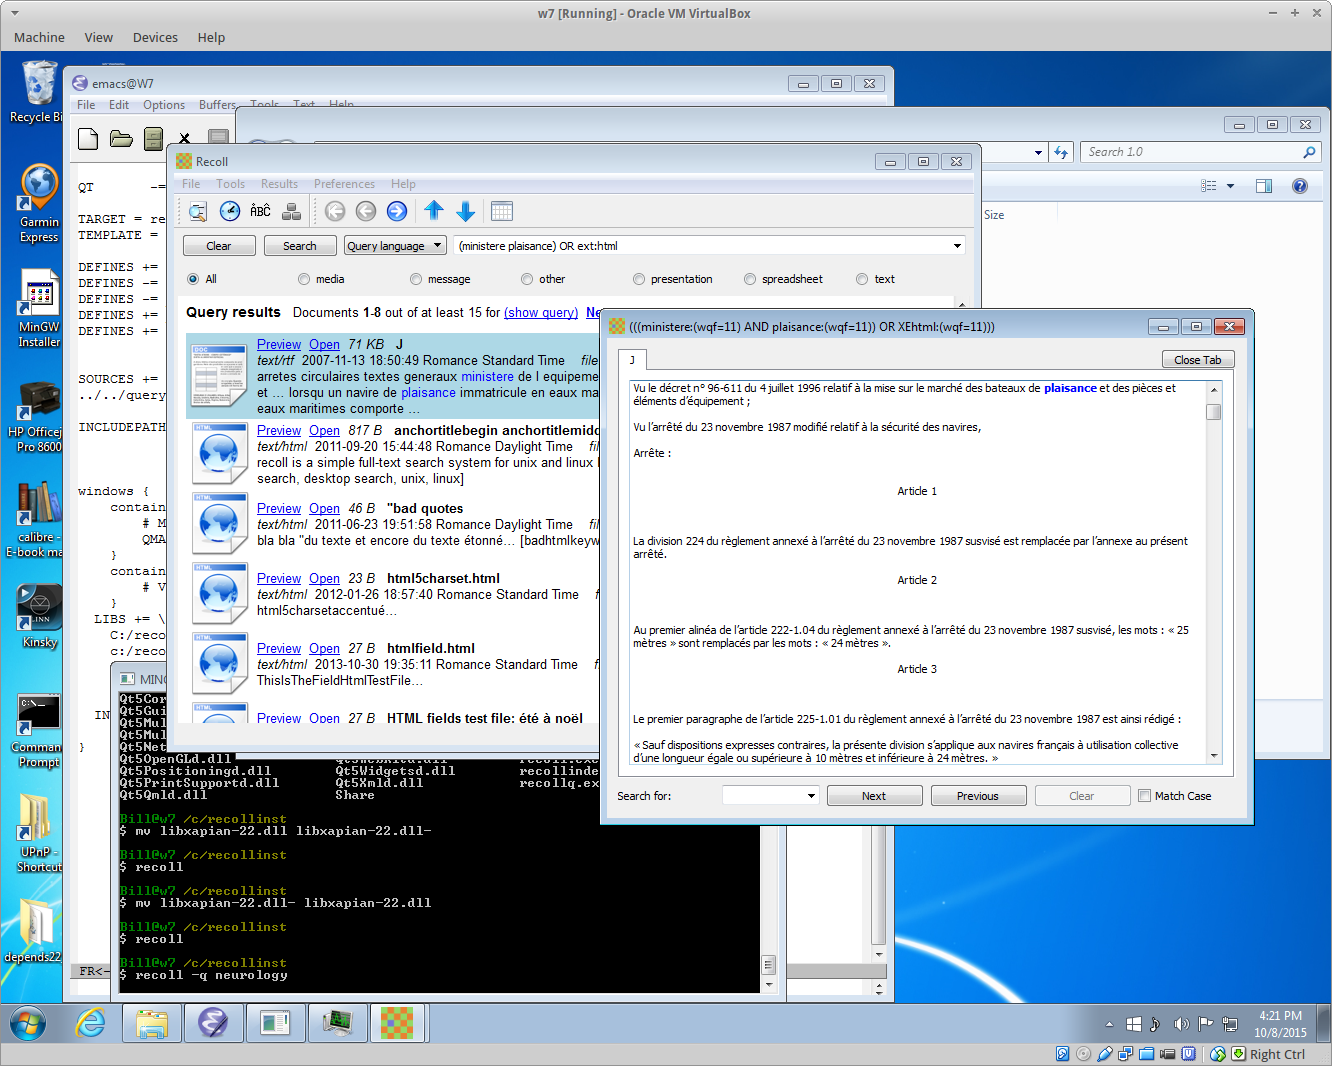 w7 [Running] - Oracle VM VirtualBox
Machine View Devices Help
Recycle Bi
Garmin
Express
MinGW
Installer
HP Officej
Pro 8600
calibre -
E-book ma
Kinsky
Comman
Prompt
UPnP -
Shortcut
depends22
emacs@W7
File Edit Options Buffers Tools Text Help
QT -=
TARGET = re
TEMPLATE =
DEFINES +=
DEFINES -=
DEFINES -=
DEFINES +=
DEFINES +=
SOURCES +=
../../query
INCLUDEPATH
windows {
contain
# M
QMA
}
contain
# V
}
LIBS += \
C:/reco
c:/reco
IN
}
FR<-
Search 1.0
Size
Recoll
File Tools Results Preferences Help
ÀBĈ
Clear Search Query language (ministere plaisance) OR ext:html
All media message other presentation spreadsheet text
Query results Documents 1-8 out of at least 15 for (show query) Ne
Preview Open 71 KB J
text/rtf 2007-11-13 18:50:49 Romance Standard Time file
arretes circulaires textes generaux ministere de l equipeme
et … lorsqu un navire de plaisance immatricule en eaux ma
eaux maritimes comporte …
Preview Open 817 B anchortitlebegin anchortitlemidd
text/html 2011-09-20 15:44:48 Romance Daylight Time fil
recoll is a simple full-text search system for unix and linux
search, desktop search, unix, linux]
Preview Open 46 B "bad quotes
text/html 2011-06-23 19:51:58 Romance Daylight Time fil
bla bla "du texte et encore du texte étonné… [badhtmlkeyw
Preview Open 23 B html5charset.html
text/html 2012-01-26 18:57:40 Romance Standard Time f
html5charsetaccentué…
Preview Open 27 B htmlfield.html
text/html 2013-10-30 19:35:11 Romance Standard Time f
ThisIsTheFieldHtmlTestFile…
Preview Open 27 B HTML fields test file: été à noël
(((ministere:(wqf=11) AND plaisance:(wqf=11)) OR XEhtml:(wqf=11)))
J
Close Tab
Vu le décret n° 96-611 du 4 juillet 1996 relatif à la mise sur le marché des bateaux de plaisance et des pièces et
éléments d’équipement ;
Vu l’arrêté du 23 novembre 1987 modifié relatif à la sécurité des navires,
Arrête :
Article 1
La division 224 du règlement annexé à l’arrêté du 23 novembre 1987 susvisé est remplacée par l’annexe au présent
arrêté.
Article 2
Au premier alinéa de l’article 222-1.04 du règlement annexé à l’arrêté du 23 novembre 1987 susvisé, les mots : « 25
mètres » sont remplacés par les mots : « 24 mètres ».
Article 3
Le premier paragraphe de l’article 225-1.01 du règlement annexé à l’arrêté du 23 novembre 1987 est ainsi rédigé :
« Sauf dispositions expresses contraires, la présente division s’applique aux navires français à utilisation collective
d’une longueur égale ou supérieure à 10 mètres et inférieure à 24 mètres. »
Search for: Next Previous Clear Match Case
MING
Qt5Cor
Qt5Gui
Qt5Mul
Qt5Mul
Qt5Net
Qt5OpenGLd.dll
Qt5Positioningd.dll Qt5Widgetsd.dll recollinde
Qt5PrintSupportd.dll Qt5Xmld.dll recollq.ex
Qt5Qmld.dll Share
Bill@w7 /c/recollinst
$ mv libxapian-22.dll libxapian-22.dll-
Bill@w7 /c/recollinst
$ recoll
Bill@w7 /c/recollinst
$ mv libxapian-22.dll- libxapian-22.dll
Bill@w7 /c/recollinst
$ recoll
Bill@w7 /c/recollinst
$ recoll -q neurology
4:21 PM
10/8/2015
Right Ctrl